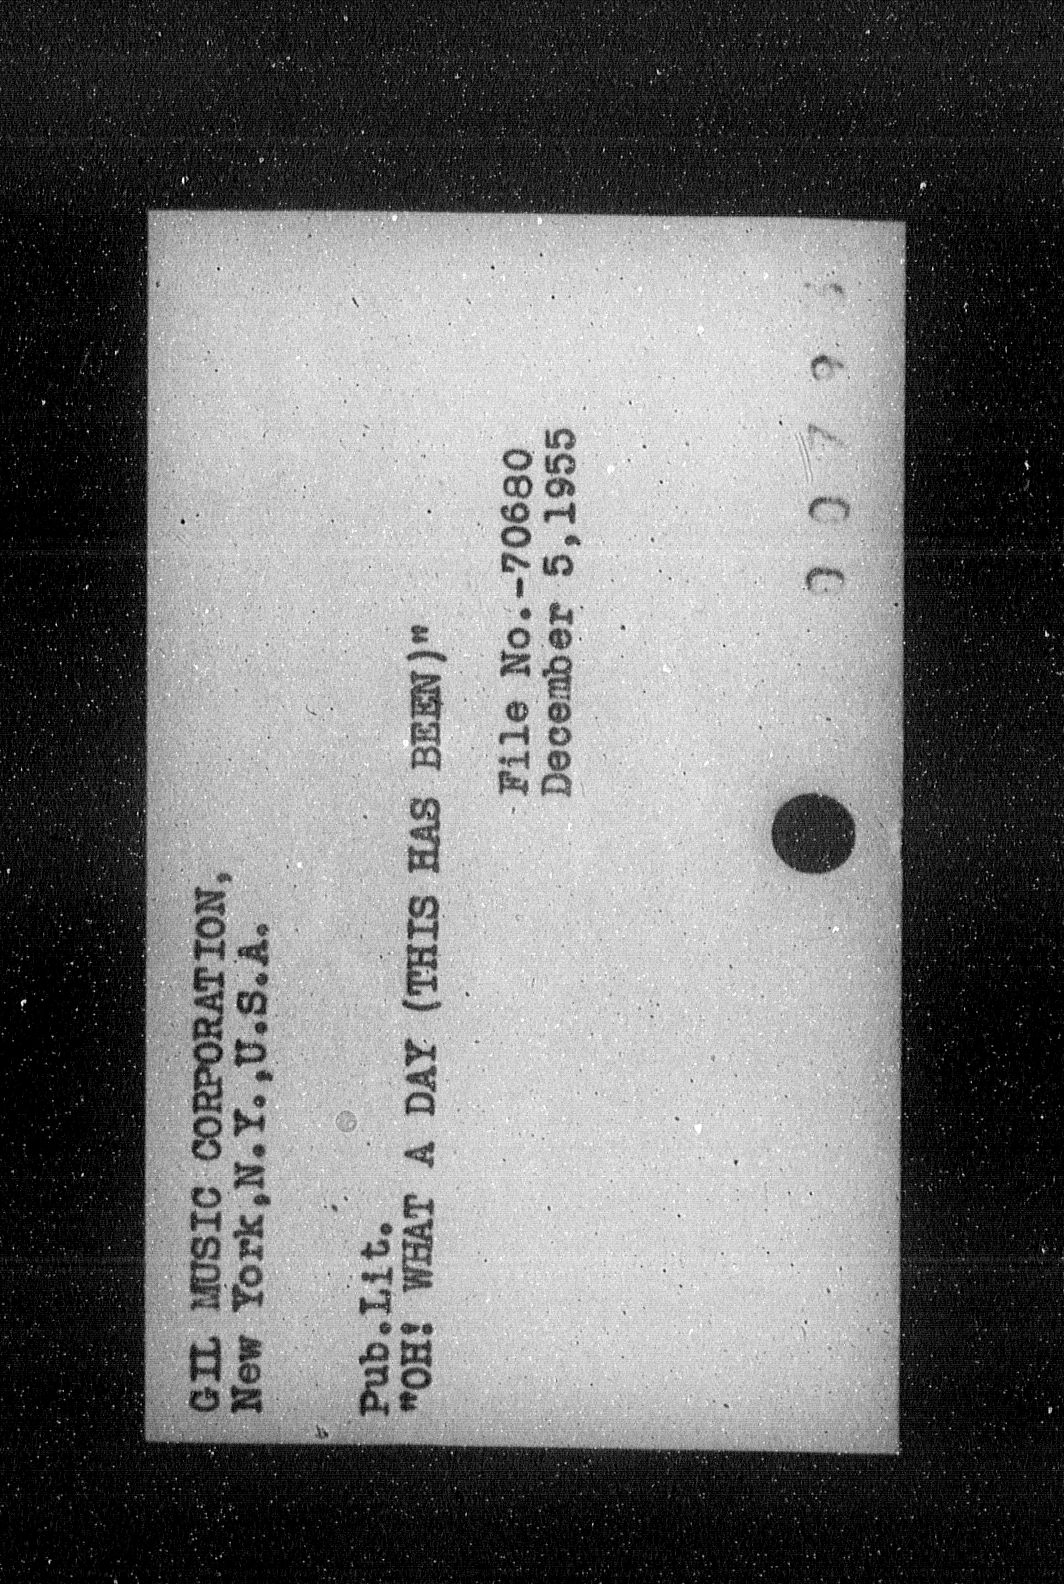 GIL MUSIC CORPORATION,
New York,N.Y.,U.S.A.
Pub.Lit.
"OH! WHAT A DAY (THIS HAS BEEN)"
File No.-70680
December 5,1955